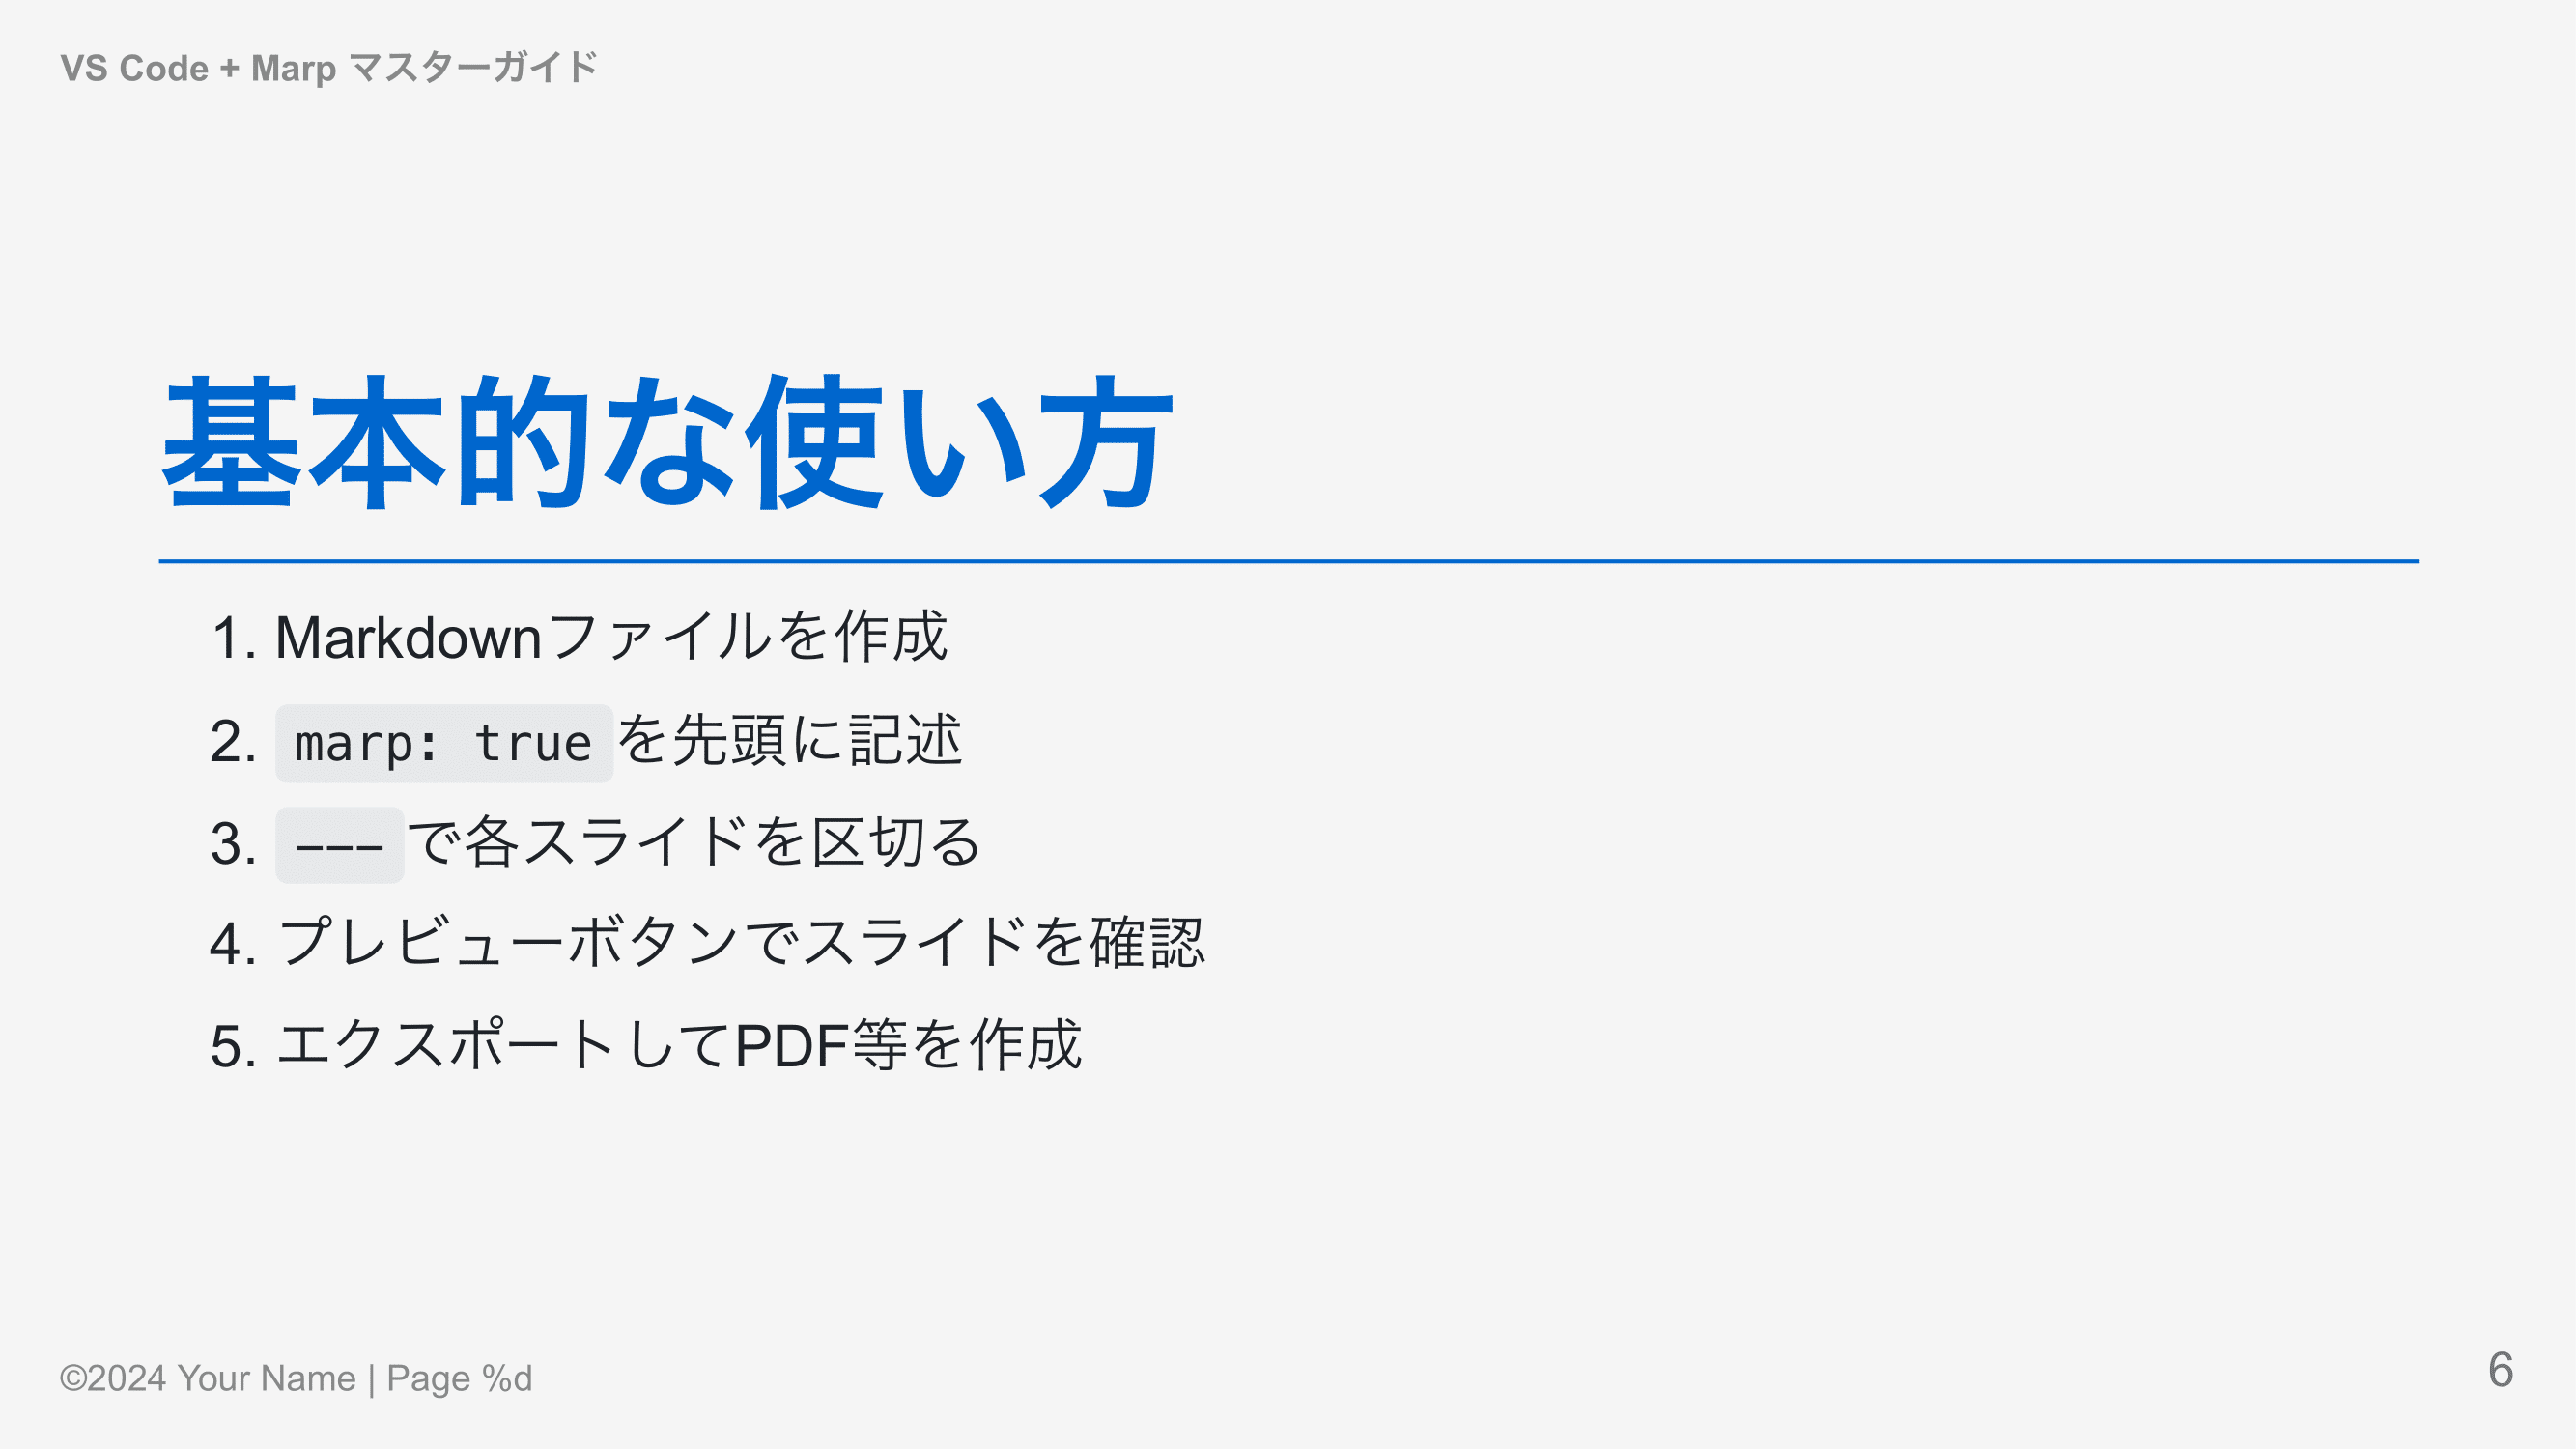 VS Code + Marp マスターガイド
基本的な使い方
1. Markdownファイルを作成
2. marp: true を先頭に記述
3. --- で各スライドを区切る
4. プレビューボタンでスライドを確認
5. エクスポートしてPDF等を作成
©2024 Your Name | Page %d
6